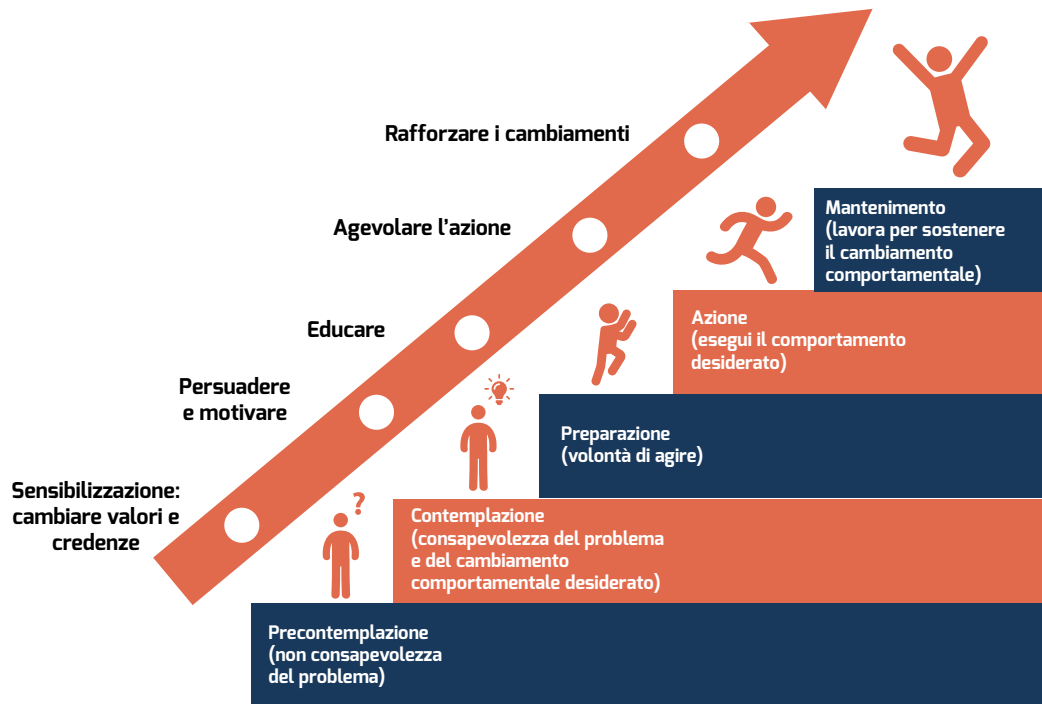 Rafforzare i cambiamenti
Agevolare l'azione
Educare
Persuadere
e motivare
Sensibilizzazione:
cambiare valori e
credenze
?
Mantenimento
(lavora per sostenere
il cambiamento
comportamentale)
Azione
(esegui il comportamento
desiderato)
Preparazione
(volontà di agire)
Contemplazione
(consapevolezza del problema
e del cambiamento
comportamentale desiderato)
Precontemplazione
(non consapevolezza
del problema)